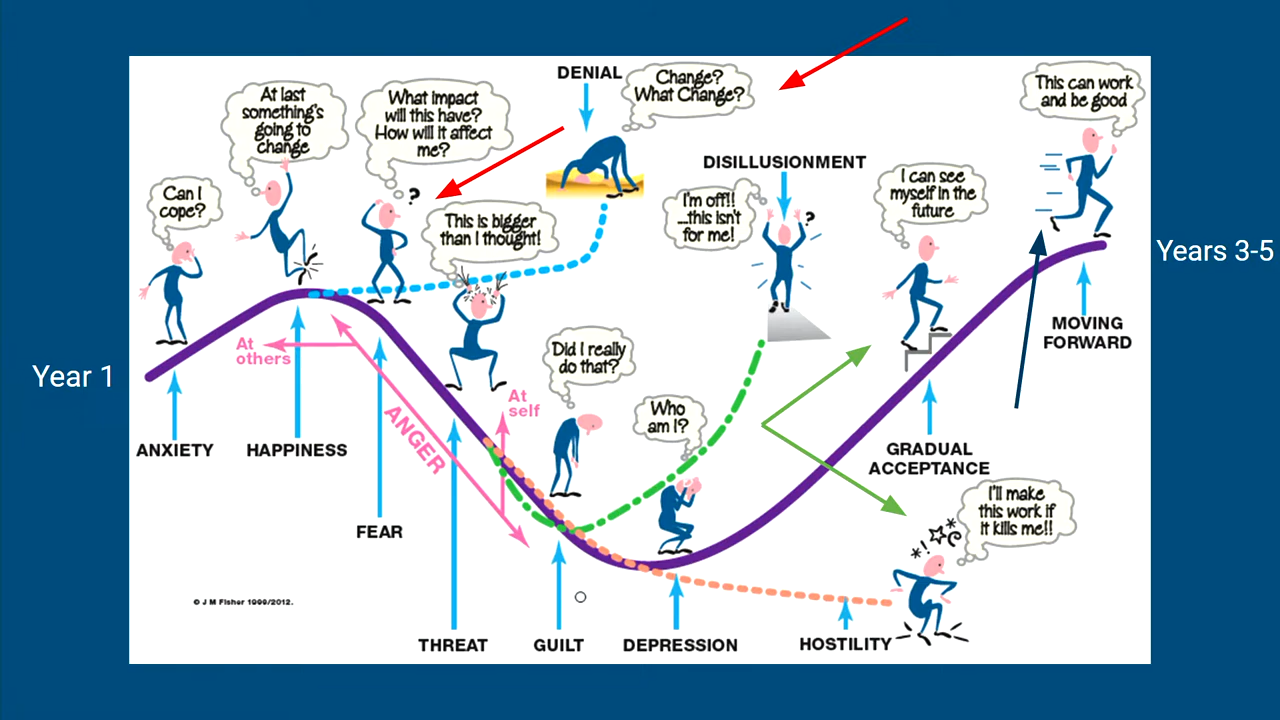 DENIAL
Change?
What Change?
This can work
and be good
At last
something's
going to
change
What impact
will this have?
How will it affect
me?
DISILLUSIONMENT
I can see
myself in the
future
Can I
cope?
?
I'm off!!
...this isn't
for me!
?
This is bigger
than I thought!
Years 3-5
MOVING
FORWARD
At
others
Did I really
do that?
Year 1
At
self
Who
am I?
ANGER
ANXIETY
HAPPINESS
GRADUAL
ACCEPTANCE
I'll make
this work if
it kills me!!
FEAR
© J M Fisher 1999/2012.
THREAT
GUILT
DEPRESSION
HOSTILITY